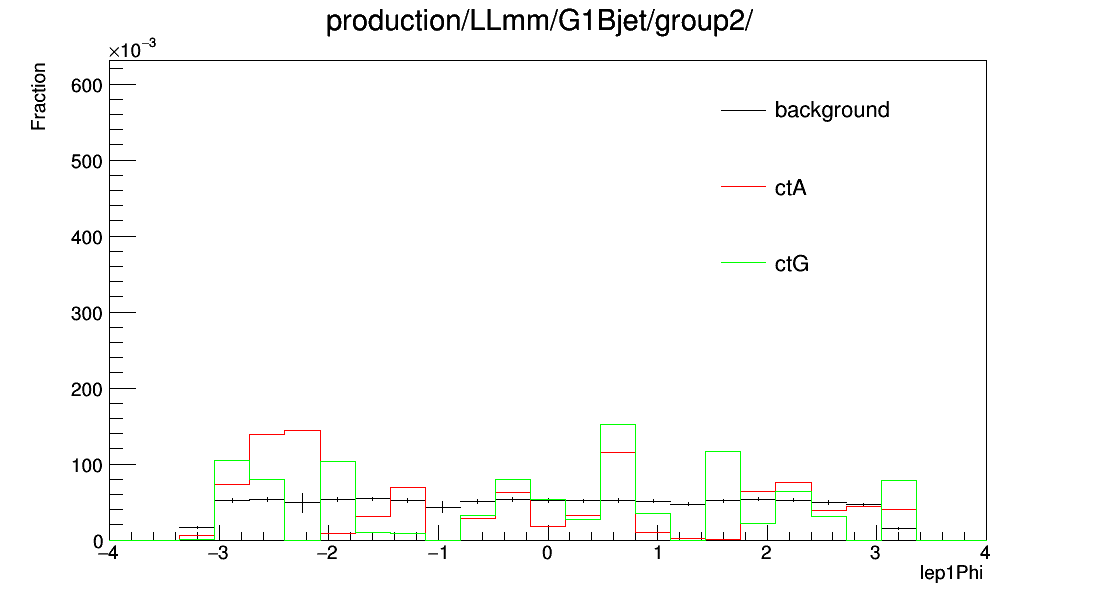 production/LLmm/G1Bjet/group2/
×10⁻³
Fraction
600
500
400
300
200
100
0
background
ctA
ctG
−4 −3 −2 −1 0 1 2 3 4
lep1Phi